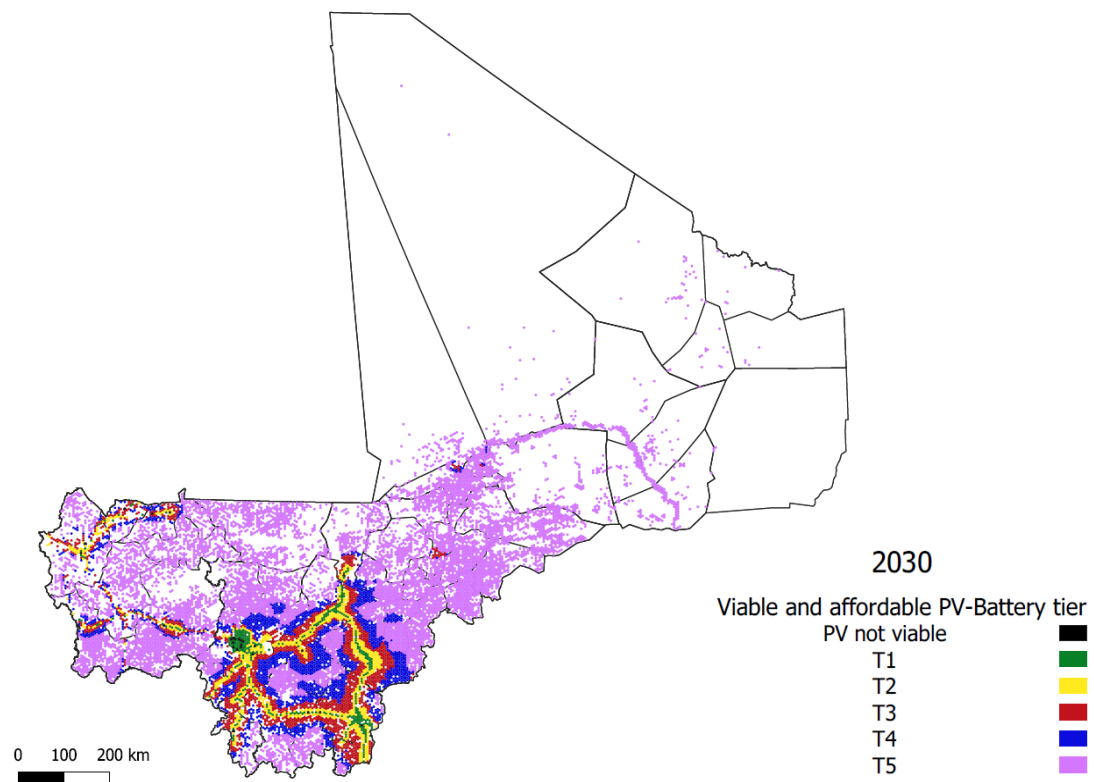 2030
Viable and affordable PV-Battery tier
PV not viable
T1
T2
T3
T4
T5
0 100 200 km